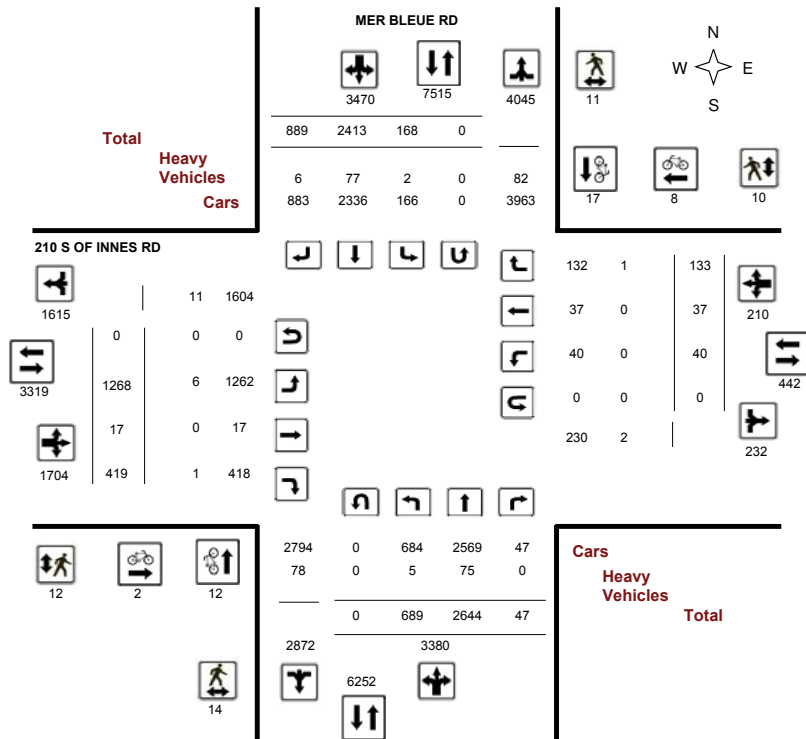 MER BLEUE RD
N
W E
S
3470 7515 4045 11
Total 889 2413 168 0
Heavy
Vehicles 6 77 2 0 82
Cars 883 2336 166 0 3963
17 8 10
210 S OF INNES RD
1615 11 1604
0 0 0
3319 1268 6 1262
17 0 17
1704 419 1 418
132 1 133
37 0 37 210
40 0 40
442
0 0 0
230 2 232
12 2 12
14
2794 0 684 2569 47 Cars
78 0 5 75 0 Heavy
Vehicles
0 689 2644 47 Total
2872 3380
6252